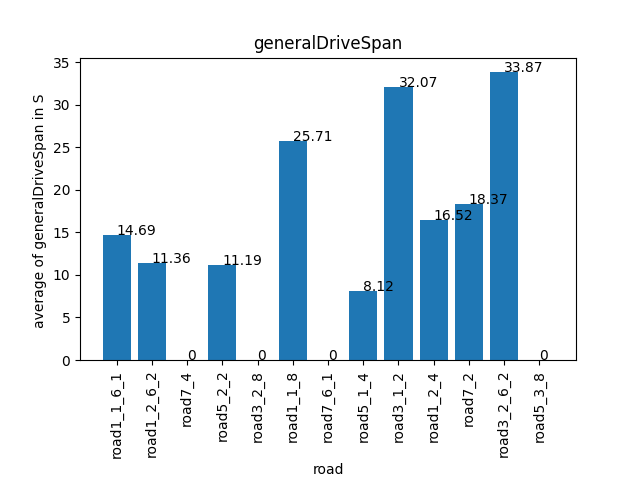 generalDriveSpan
average of generalDriveSpan in S
35
30
25
20
15
10
5
0
14.69
11.36
0
11.19
0
25.71
0
8.12
32.07
16.52
18.37
33.87
0
road1_1_6_1
road1_2_6_2
road7_4
road5_2_2
road3_2_8
road1_1_8
road7_6_1
road5_1_4
road3_1_2
road1_2_4
road7_2
road3_2_6_2
road5_3_8
road